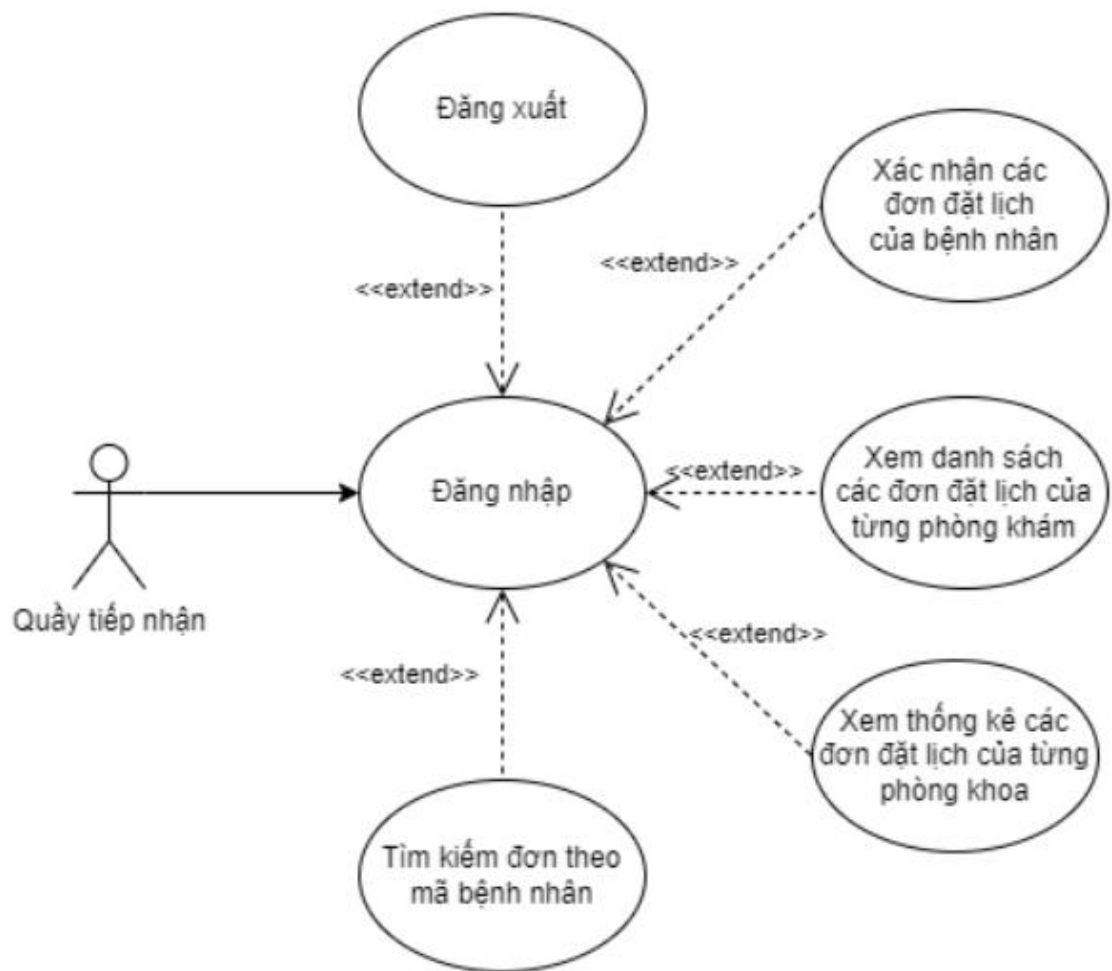 Đăng xuất
Xác nhận các
đơn đặt lịch
của bệnh nhân
<<extend>>
<<extend>>
Đăng nhập
<<extend>>
Xem danh sách
các đơn đặt lịch của
từng phòng khám
Quầy tiếp nhận
<<extend>>
<<extend>>
Xem thống kê các
đơn đặt lịch của từng
phòng khoa
Tìm kiếm đơn theo
mã bệnh nhân